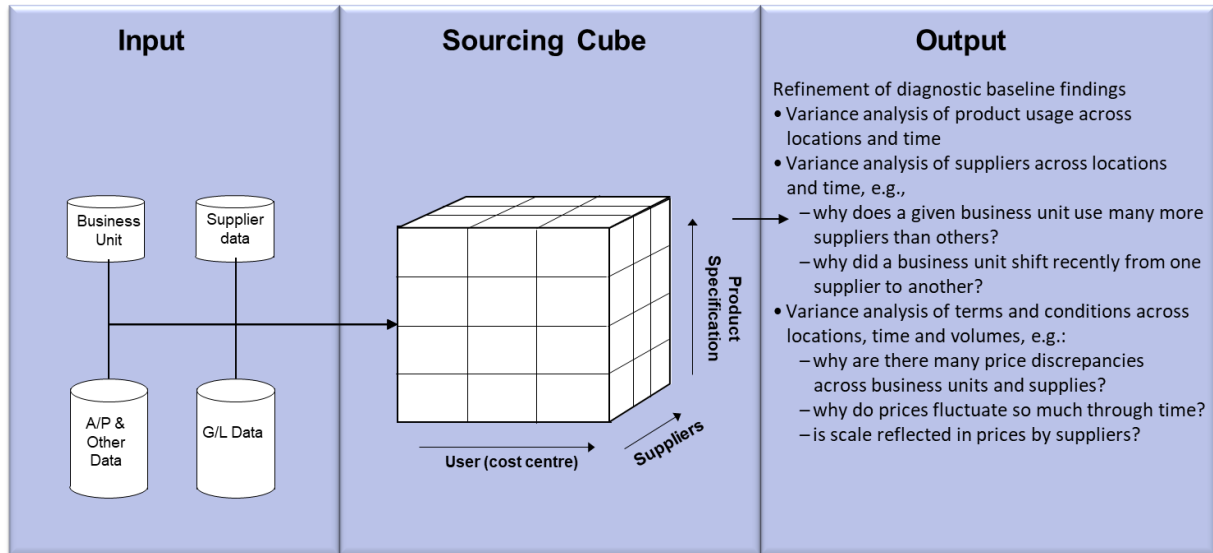 Input
Business
Unit
Supplier
data
A/P &
Other
Data
G/L Data
Sourcing Cube
Product
Specification
Suppliers
User (cost centre)
Output
Refinement of diagnostic baseline findings
• Variance analysis of product usage across
locations and time
• Variance analysis of suppliers across locations
and time, e.g.,
– why does a given business unit use many more
suppliers than others?
– why did a business unit shift recently from one
supplier to another?
• Variance analysis of terms and conditions across
locations, time and volumes, e.g.:
– why are there many price discrepancies
across business units and supplies?
– why do prices fluctuate so much through time?
– is scale reflected in prices by suppliers?